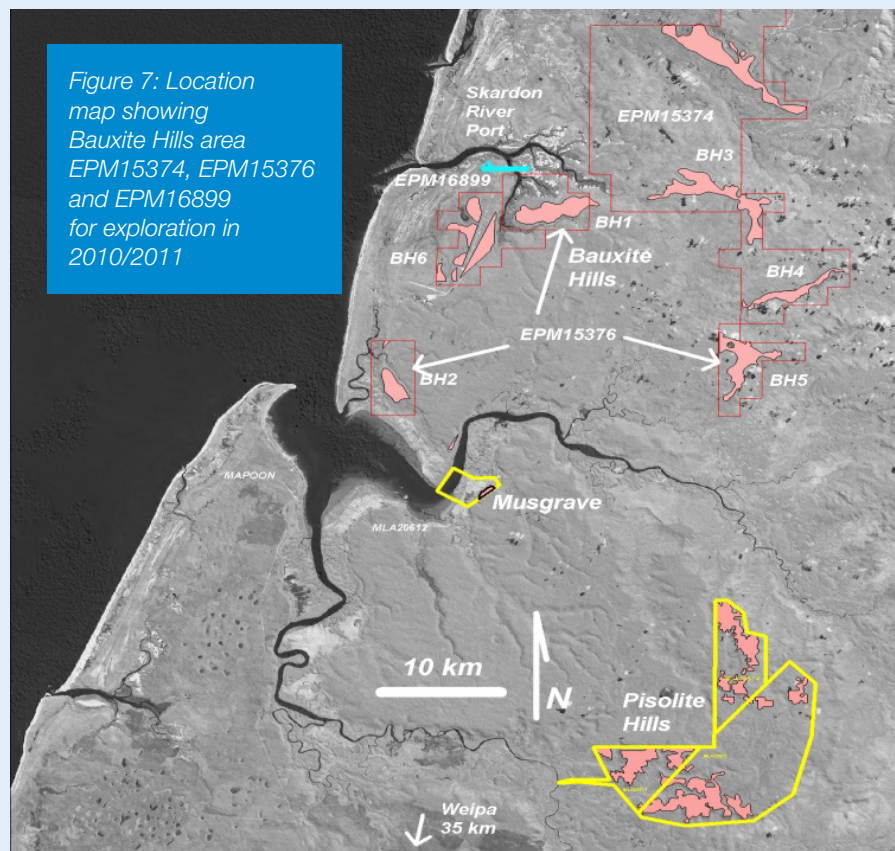 Figure 7: Location
map showing
Bauxite Hills area
EPM15374, EPM15376
and EPM16899
for exploration in
2010/2011
Skardon
River
Port
EPM15374
EPM16899
BH3
BH1
BH6
Bauxite
Hills
BH4
EPM15376
BH2
BH5
MAPOON
Musgrave
MLA20612
10 km
N
Pisolite
Hills
Weipa
35 km